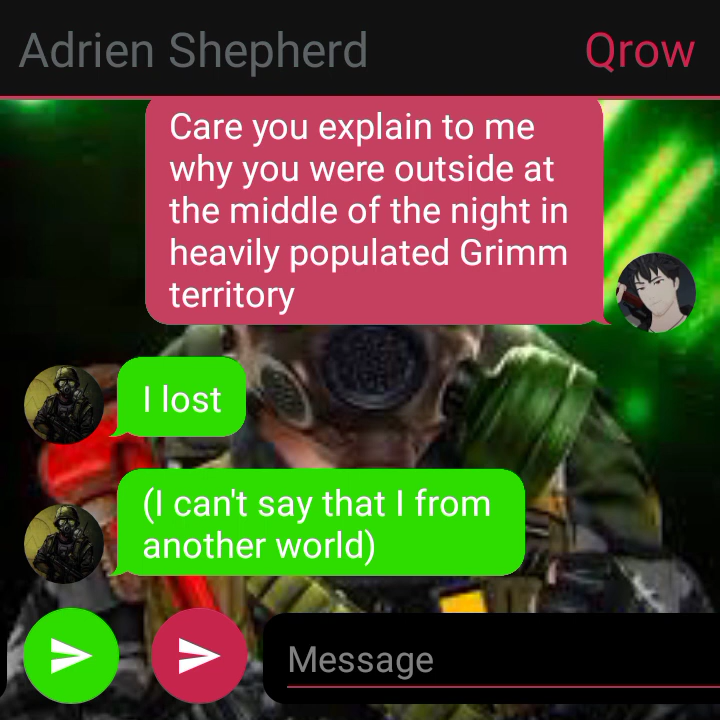 Adrien Shepherd Qrow
Care you explain to me
why you were outside at
the middle of the night in
heavily populated Grimm
territory
I lost
(I can't say that I from
another world)
Message